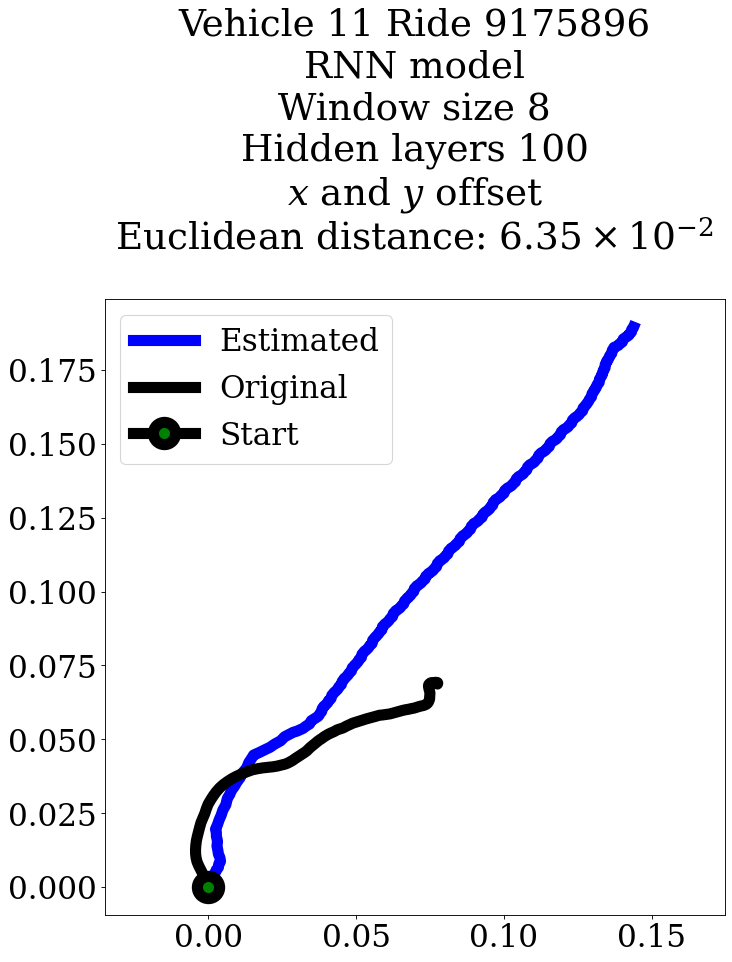 Vehicle 11 Ride 9175896
RNN model
Window size 8
Hidden layers 100
x and y offset
Euclidean distance: 6.35 × 10⁻²
Estimated
Original
Start
0.175
0.150
0.125
0.100
0.075
0.050
0.025
0.000
0.00 0.05 0.10 0.15